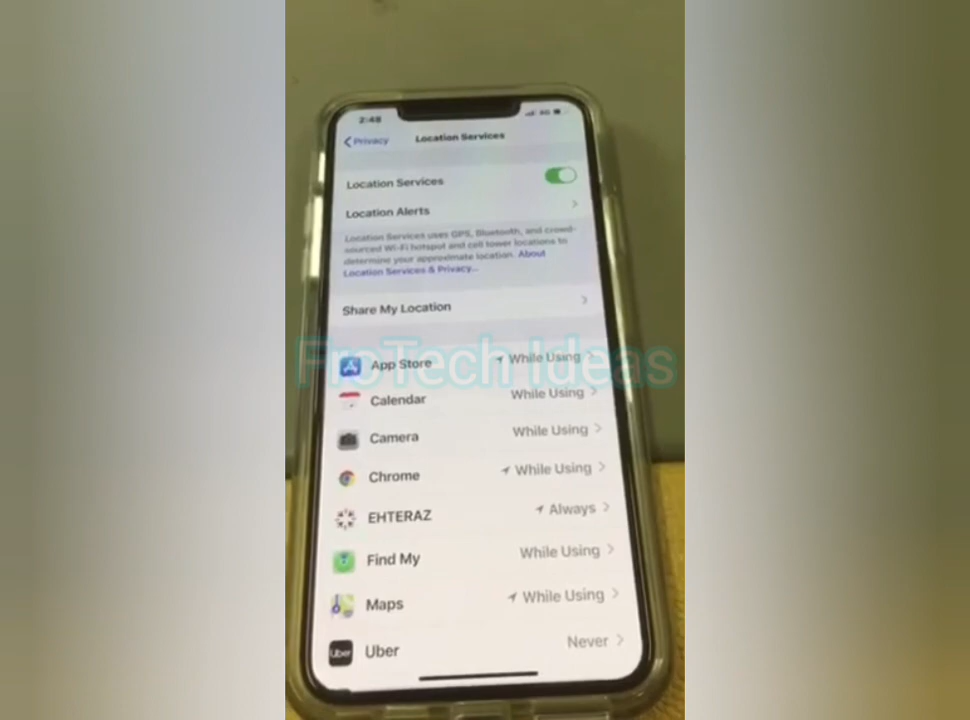 2:48
4G
Privacy
Location Services
Location Services
Location Alerts
Location Services uses GPS, Bluetooth, and crowd-
sourced Wi-Fi hotspot and cell tower locations to
determine your approximate location. About
Location Services & Privacy...
Share My Location
App Store While Using
FroTech Ideas
Calendar While Using
Camera While Using
Chrome While Using
EHTERAZ Always
Find My While Using
Maps While Using
Uber Uber Never